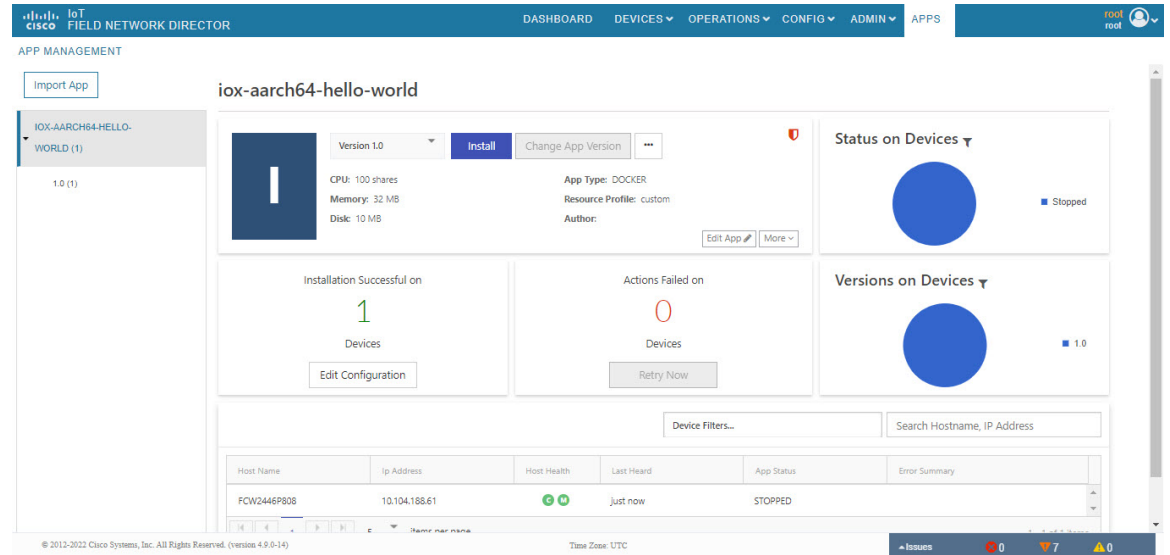 IoT
CISCO FIELD NETWORK DIRECTOR
DASHBOARD DEVICES OPERATIONS CONFIG ADMIN APPS
root
root
APP MANAGEMENT
Import App
IOX-AARCH64-HELLO-
WORLD (1)
1.0 (1)
iox-aarch64-hello-world
I
Version 1.0 Install Change App Version ...
CPU: 100 shares
Memory: 32 MB
Disk: 10 MB
App Type: DOCKER
Resource Profile: custom
Author:
Edit App More
Status on Devices
Stopped
Installation Successful on
1
Devices
Edit Configuration
Actions Failed on
0
Devices
Retry Now
Versions on Devices
1.0
Device Filters... Search Hostname, IP Address
Host Name Ip Address Host Health Last Heard App Status Error Summary
FCW2446P808 10.104.188.61 C M just now STOPPED
items per page
© 2012-2022 Cisco Systems, Inc. All Rights Reserved. (version 4.9.0-14) Time Zone: UTC Issues 0 7 0